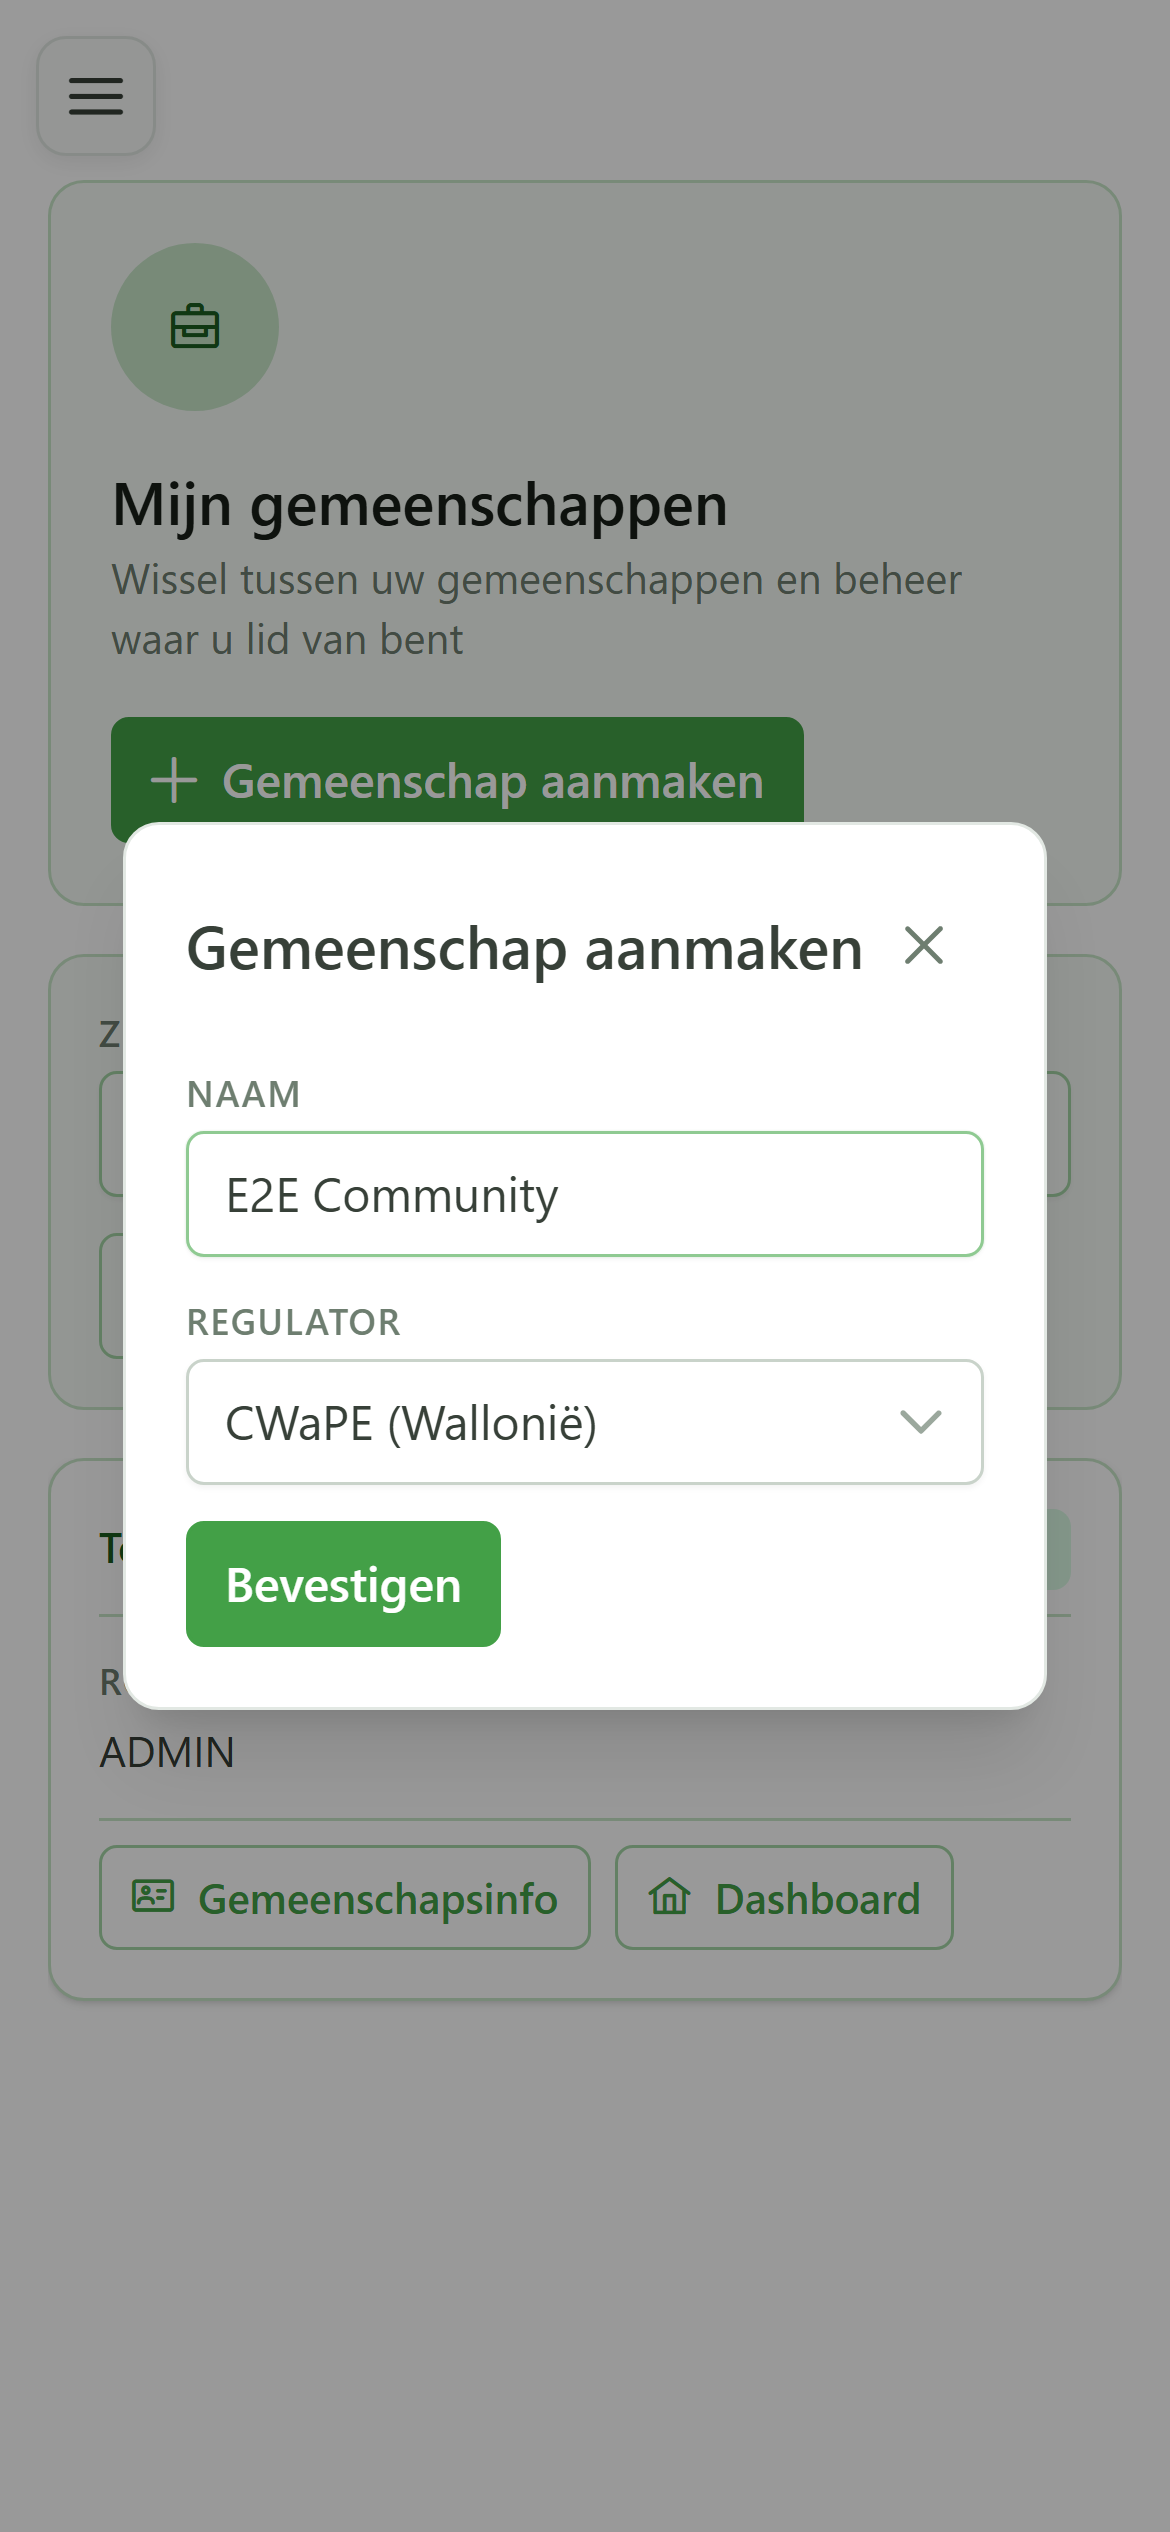 Mijn gemeenschappen
Wissel tussen uw gemeenschappen en beheer
waar u lid van bent
Gemeenschap aanmaken
Gemeenschap aanmaken
NAAM
E2E Community
REGULATOR
CWaPE (Wallonië)
Bevestigen
ADMIN
Gemeenschapsinfo
Dashboard